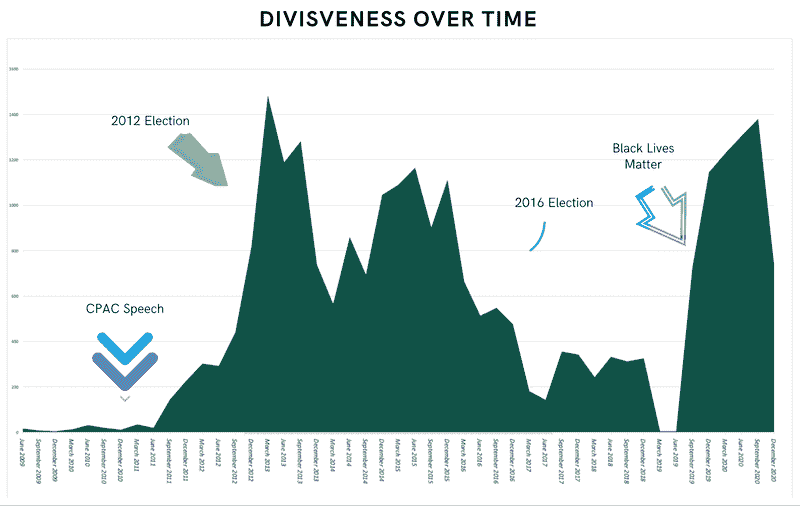 DIVISVENESS OVER TIME
1600
1400
2012 Election
1200
Black Lives
Matter
1000
2016 Election
800
600
CPAC Speech
400
200
0
June 2009
September 2009
December 2009
March 2010
June 2010
September 2010
December 2010
March 2011
June 2011
September 2011
December 2011
March 2012
June 2012
September 2012
December 2012
March 2013
June 2013
September 2013
December 2013
March 2014
June 2014
September 2014
December 2014
March 2015
June 2015
September 2015
December 2015
March 2016
June 2016
September 2016
December 2016
March 2017
June 2017
September 2017
December 2017
March 2018
June 2018
September 2018
December 2018
March 2019
June 2019
September 2019
December 2019
March 2020
June 2020
September 2020
December 2020